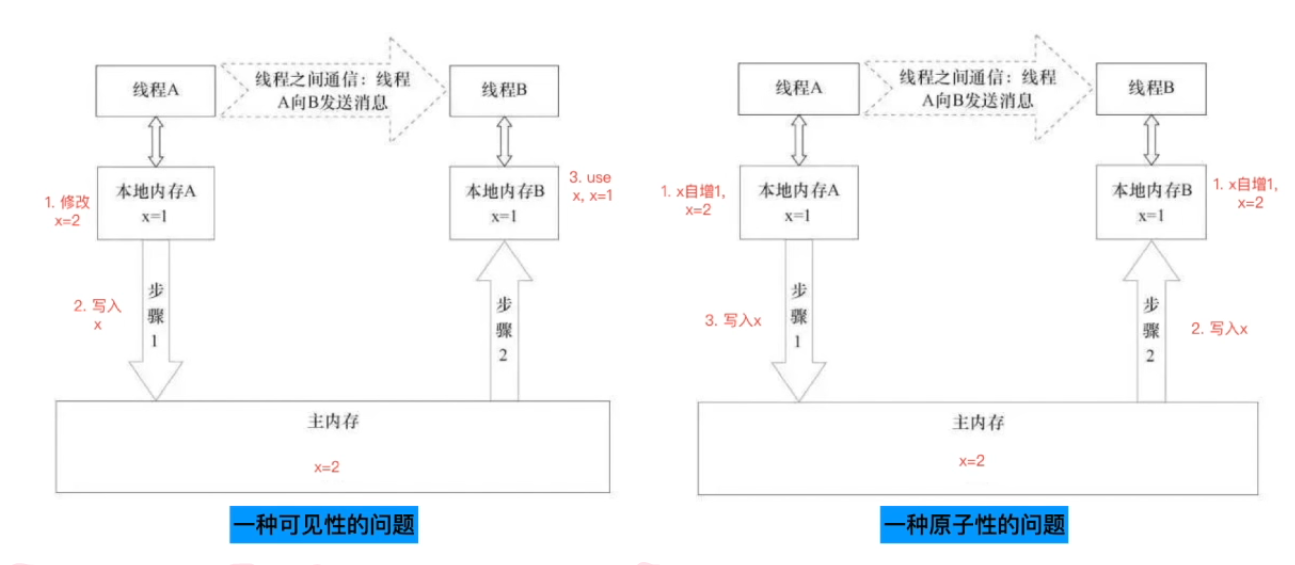 线程A
线程之间通信：线程
A向B发送消息
线程B
本地内存A
x=1
1. 修改
x=2
本地内存B
x=1
3. use
x, x=1
2. 写入
x
步
骤
1
步
骤
2
主内存
x=2
一种可见性的问题
线程A
线程之间通信：线程
A向B发送消息
线程B
1. x自增1,
x=2
本地内存A
x=1
本地内存B
x=1
1. x自增1,
x=2
3. 写入x
步
骤
1
步
骤
2
2. 写入x
主内存
x=2
一种原子性的问题